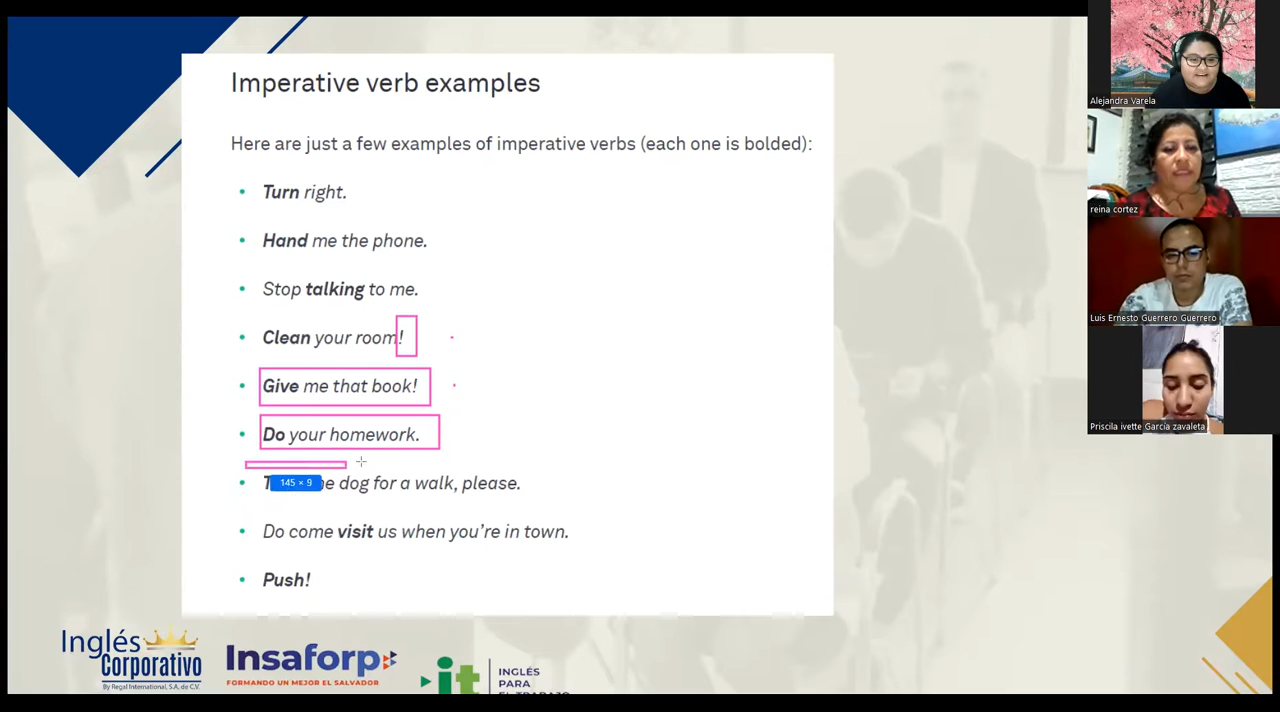 Imperative verb examples
Here are just a few examples of imperative verbs (each one is bolded):
• Turn right.
• Hand me the phone.
• Stop talking to me.
• Clean your room!
• Give me that book!
• Do your homework.
145 × 9
• dog for a walk, please.
• Do come visit us when you're in town.
• Push!
Inglés
Corporativo
By Regal International, S.A. de C.V.
Insaforp
FORMANDO UN MEJOR EL SALVADOR
it
INGLÉS
PARA
EL TRABAJO
Alejandra Varela
reina cortez
Luis Ernesto Guerrero Guerrero
Priscila ivette García zavaleta